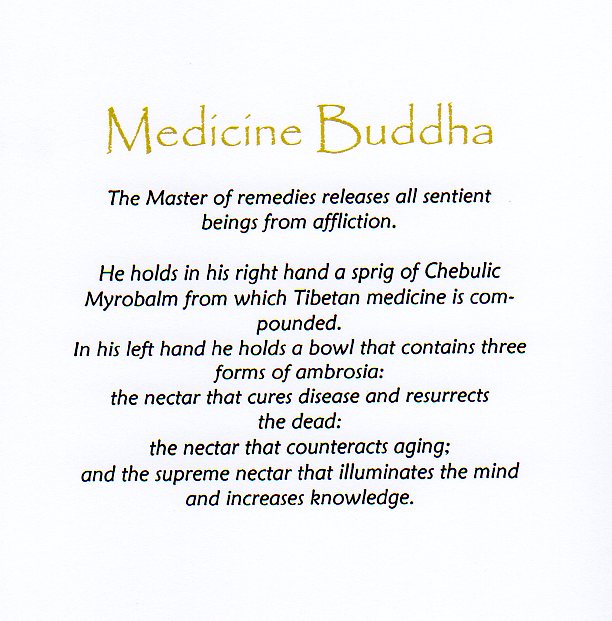 Medicine Buddha
The Master of remedies releases all sentient
beings from affliction.
He holds in his right hand a sprig of Chebulic
Myrobalm from which Tibetan medicine is com-
pounded.
In his left hand he holds a bowl that contains three
forms of ambrosia:
the nectar that cures disease and resurrects
the dead:
the nectar that counteracts aging;
and the supreme nectar that illuminates the mind
and increases knowledge.